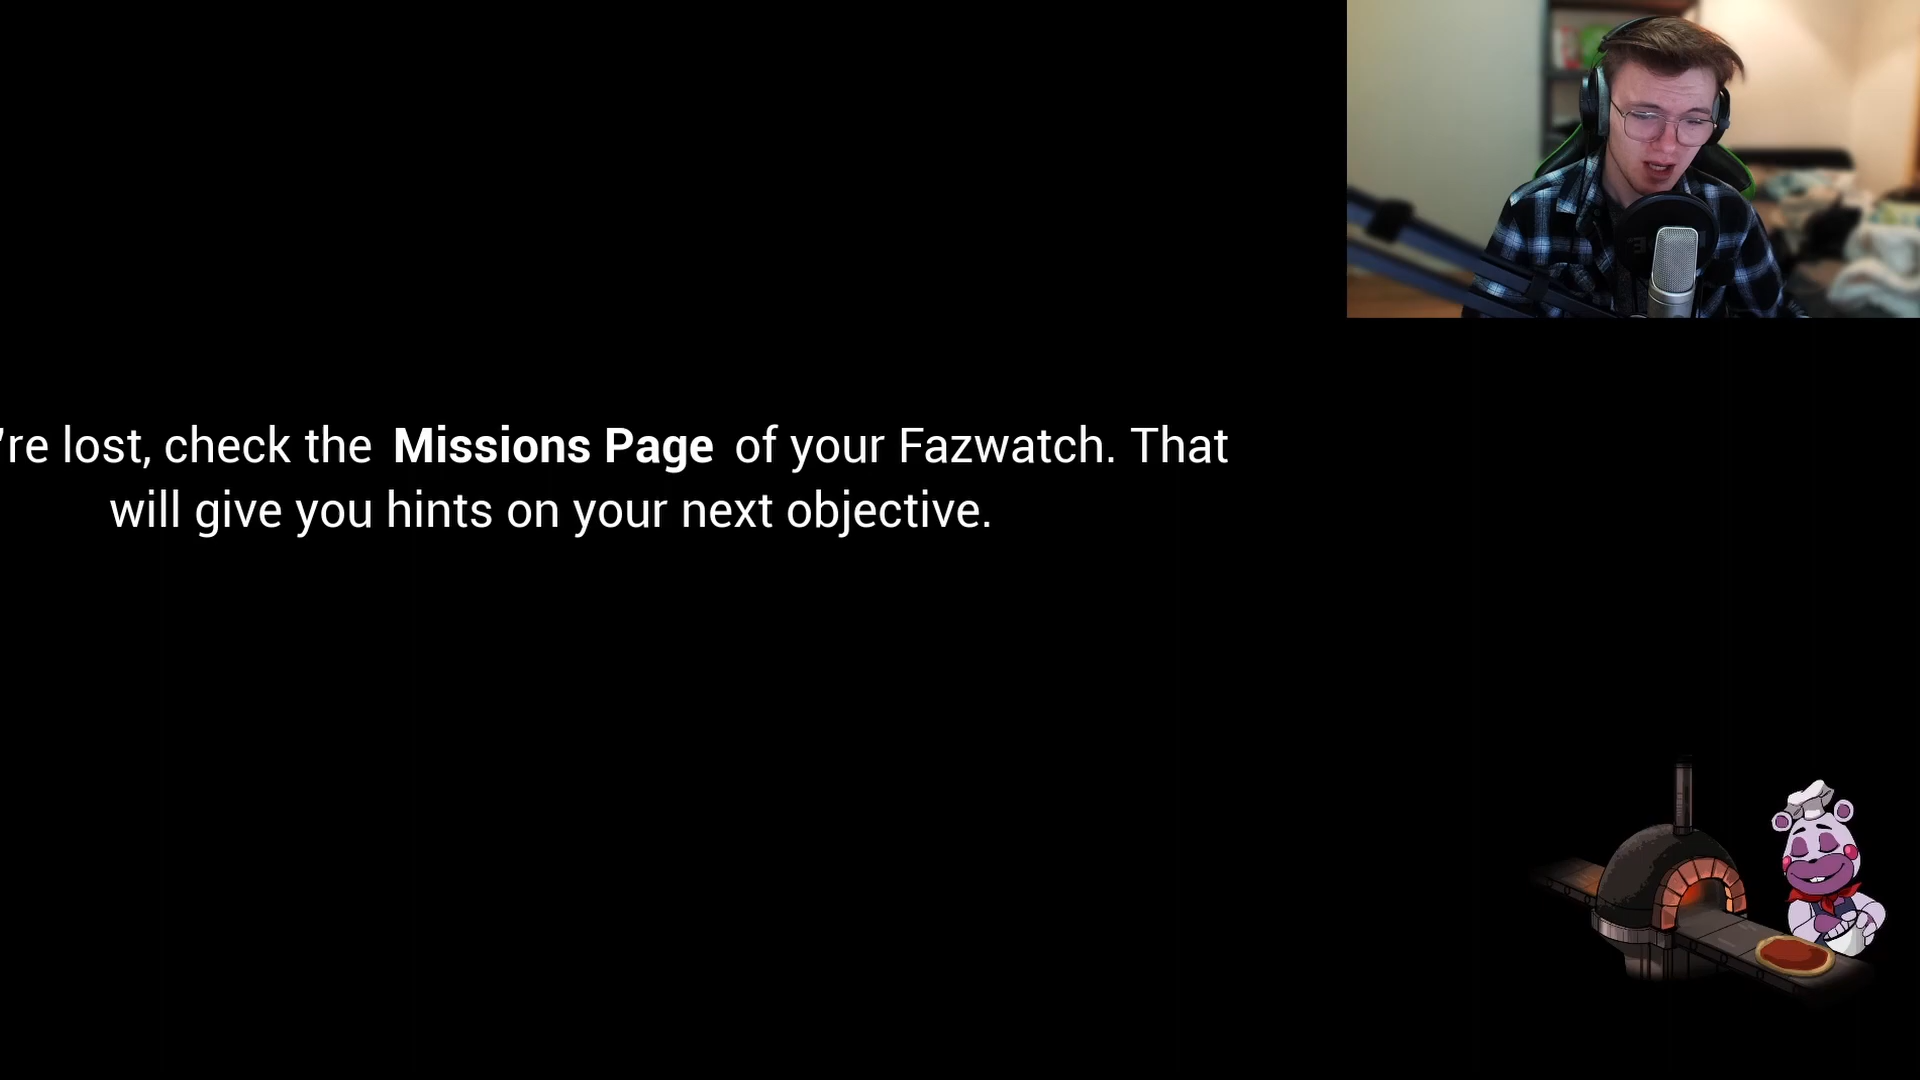 're lost, check the Missions Page of your Fazwatch. That
will give you hints on your next objective.